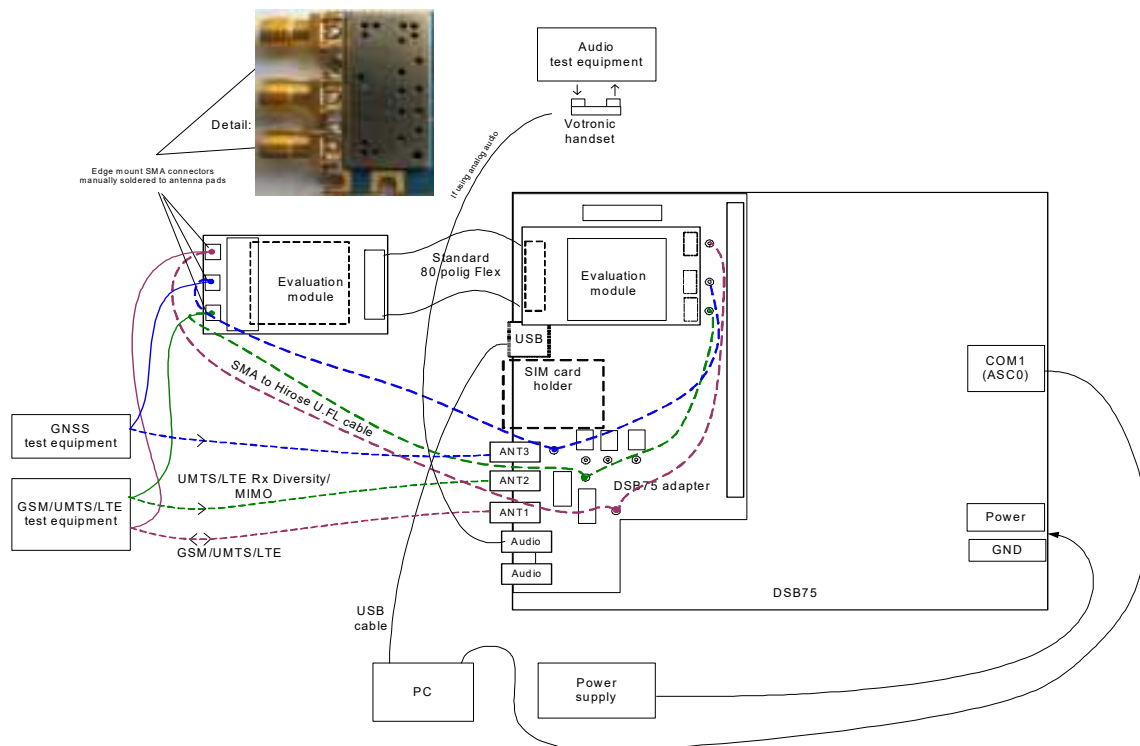 Audio
test equipment
Votronic
handset
Detail:
Edge mount SMA connectors
manually soldered to antenna pads
If using analog audio
Evaluation
module
Standard
80 polig Flex
Evaluation
module
USB
SIM card
holder
COM1
(ASC0)
SMA to Hirose U.FL cable
GNSS
test equipment
ANT3
UMTS/LTE Rx Diversity/
MIMO
ANT2
DSB75 adapter
GSM/UMTS/LTE
test equipment
ANT1
GSM/UMTS/LTE
Audio
Audio
Power
GND
DSB75
USB
cable
PC
Power
supply